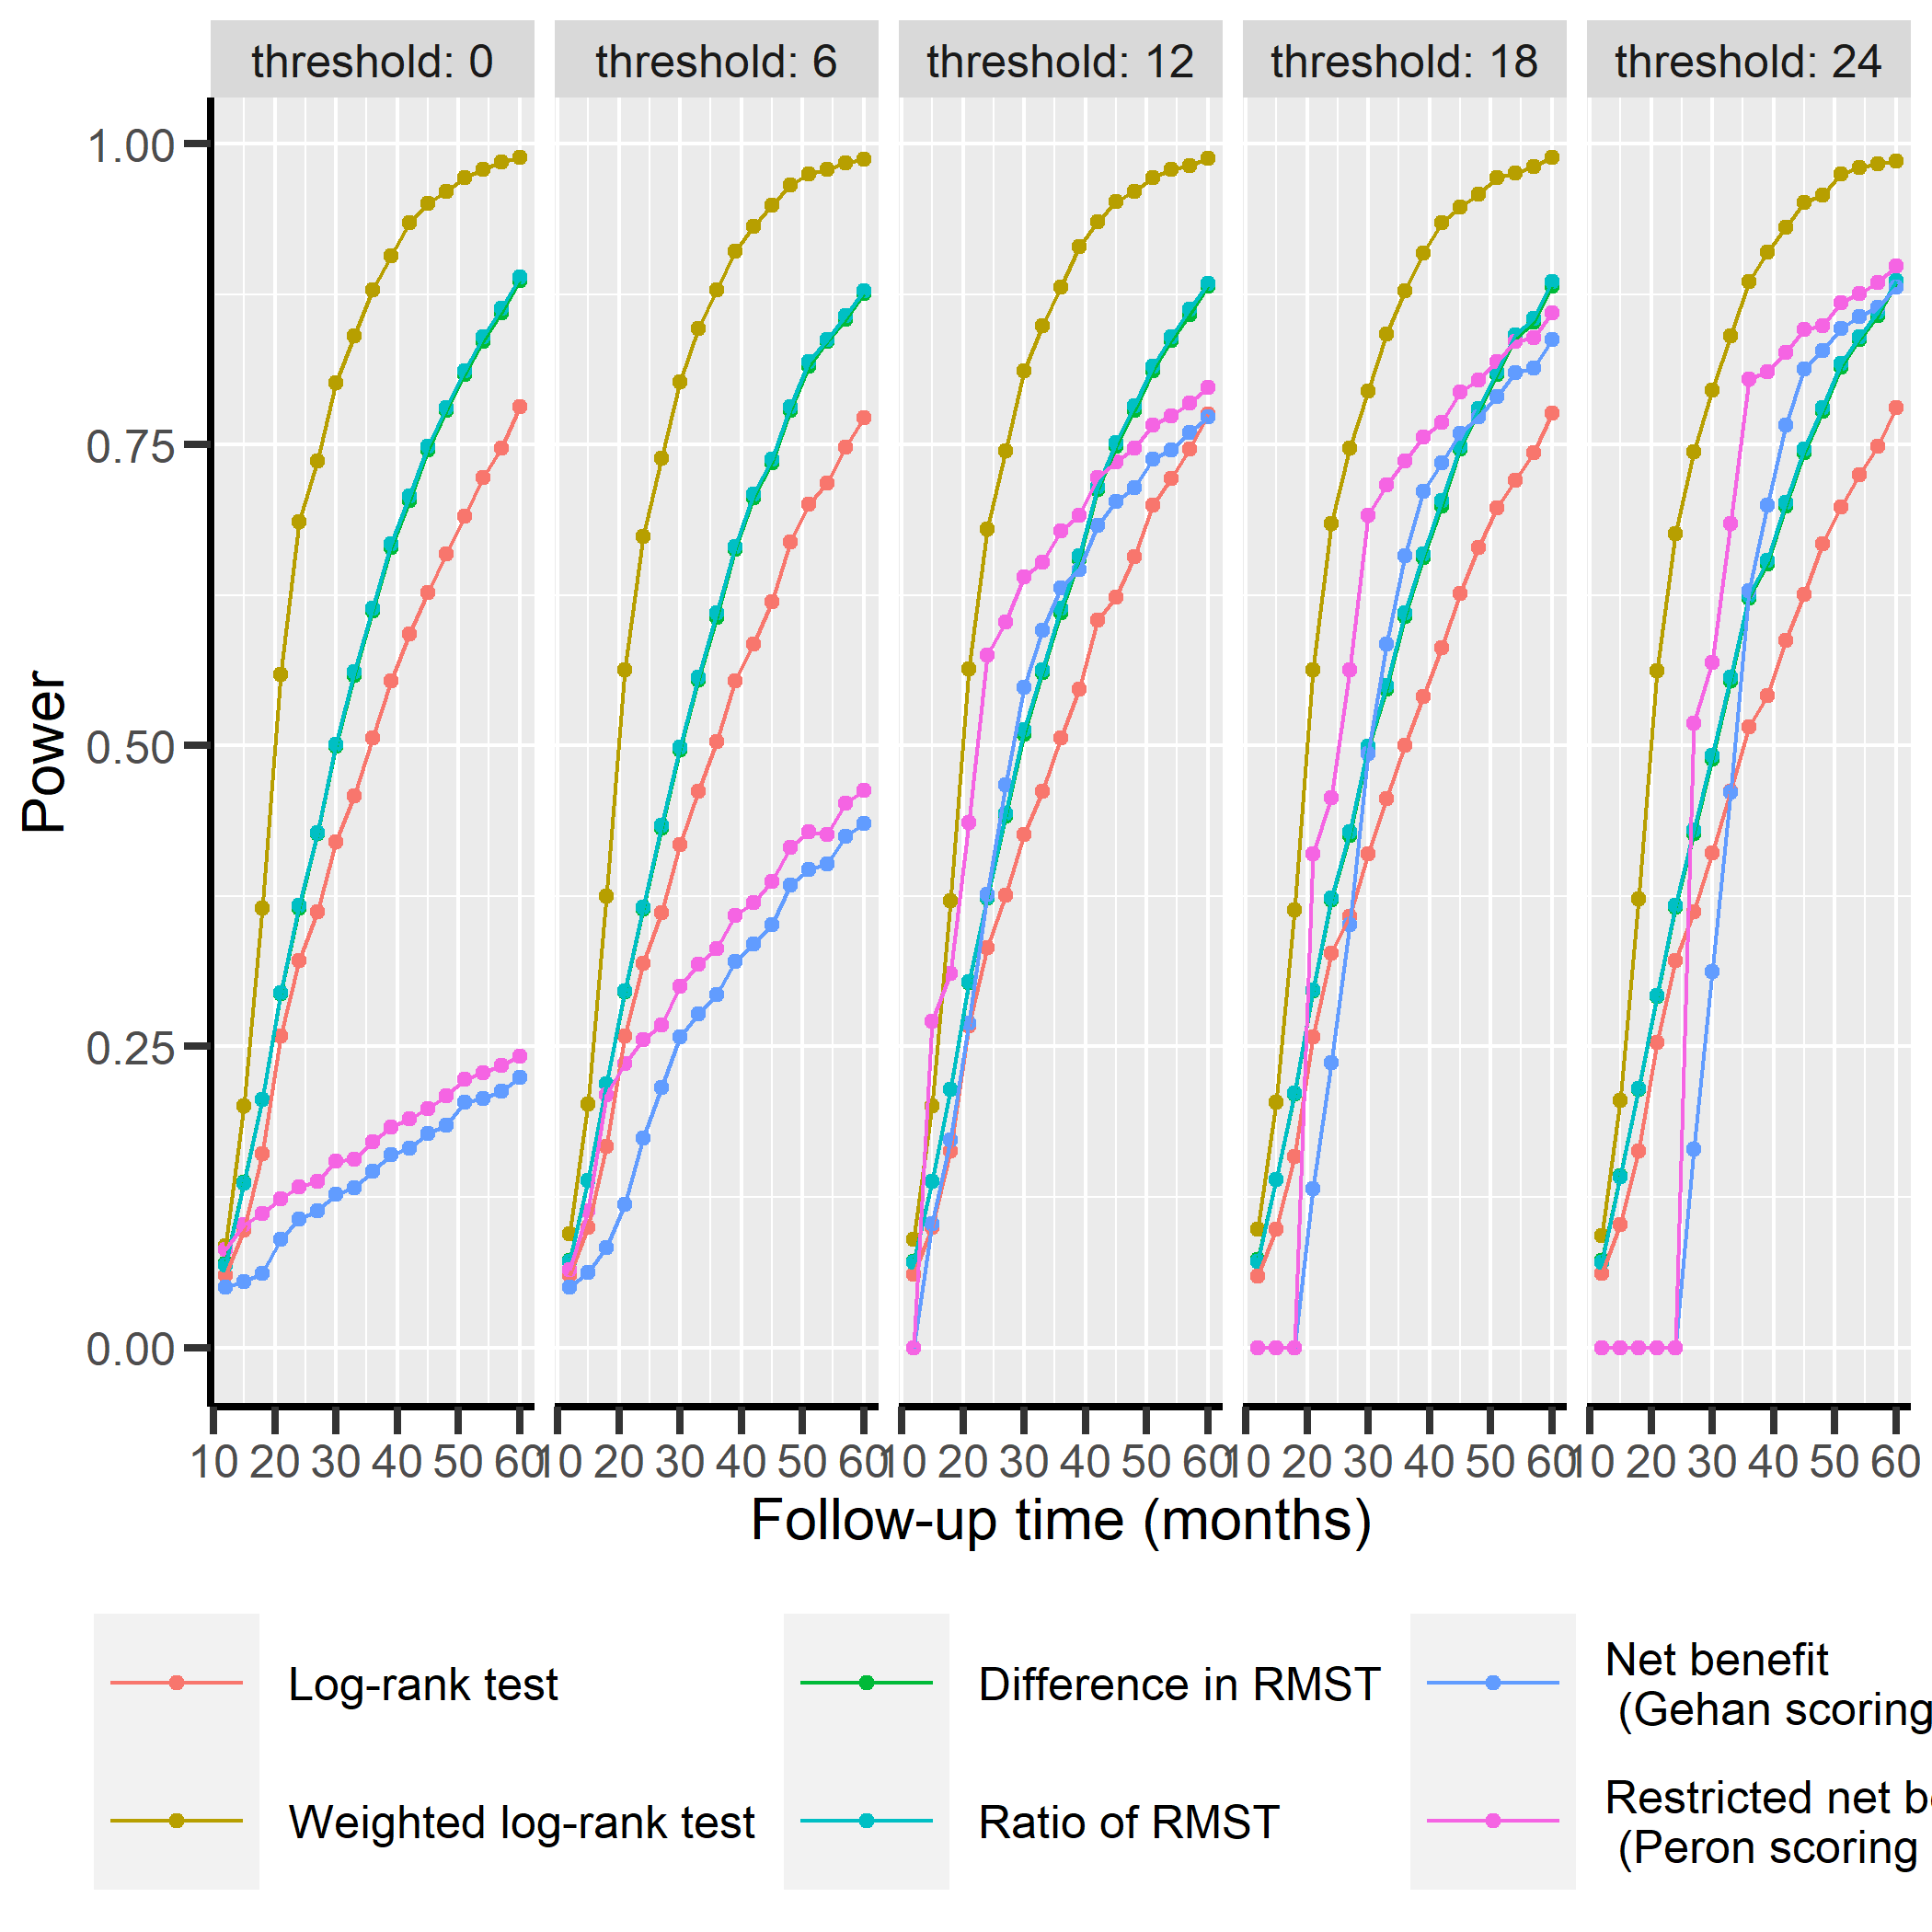 threshold: 0 threshold: 6 threshold: 12 threshold: 18 threshold: 24
1.00
0.75
0.50
0.25
0.00
Power
10 20 30 40 50 60 10 20 30 40 50 60 10 20 30 40 50 60 10 20 30 40 50 60 10 20 30 40 50 60
Follow-up time (months)
Log-rank test
Weighted log-rank test
Difference in RMST
Ratio of RMST
Net benefit
(Gehan scoring
Restricted net
(Peron scoring